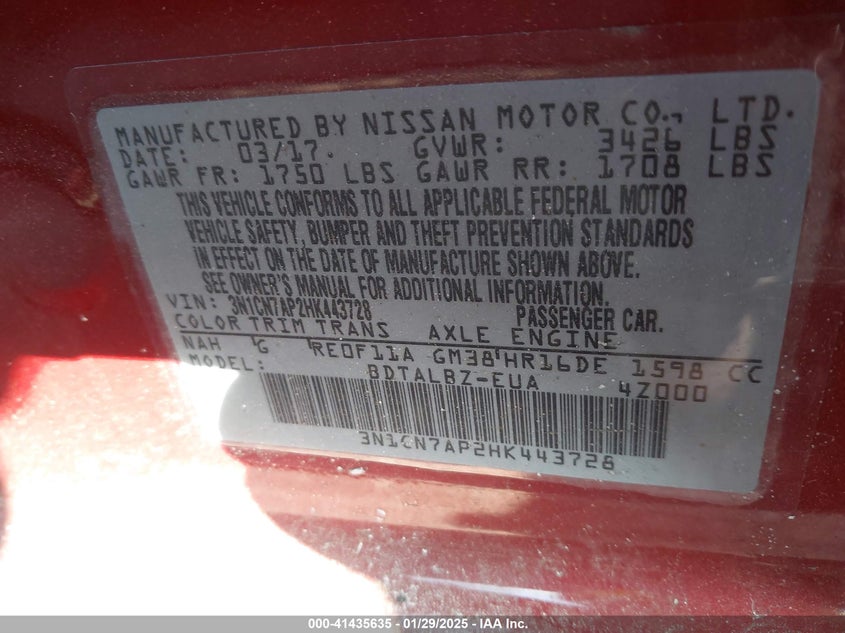 MANUFACTURED BY NISSAN MOTOR CO., LTD.
DATE: 03/17. GVWR: 3426 LBS
GAWR FR: 1750 LBS GAWR RR: 1708 LBS
THIS VEHICLE CONFORMS TO ALL APPLICABLE FEDERAL MOTOR
VEHICLE SAFETY, BUMPER AND THEFT PREVENTION STANDARDS
IN EFFECT ON THE DATE OF MANUFACTURE SHOWN ABOVE.
SEE OWNER'S MANUAL FOR ADDITIONAL INFORMATION.
VIN: 3N1CN7AP2HK443728 PASSENGER CAR.
COLOR TRIM TRANS AXLE ENGINE
NAH G RE0F11A GM38 HR16DE 1598 CC
MODEL: BDTALBZ-EUA 4Z000
3N1CN7AP2HK443728
000-41435635 - 01/29/2025 - IAA Inc.